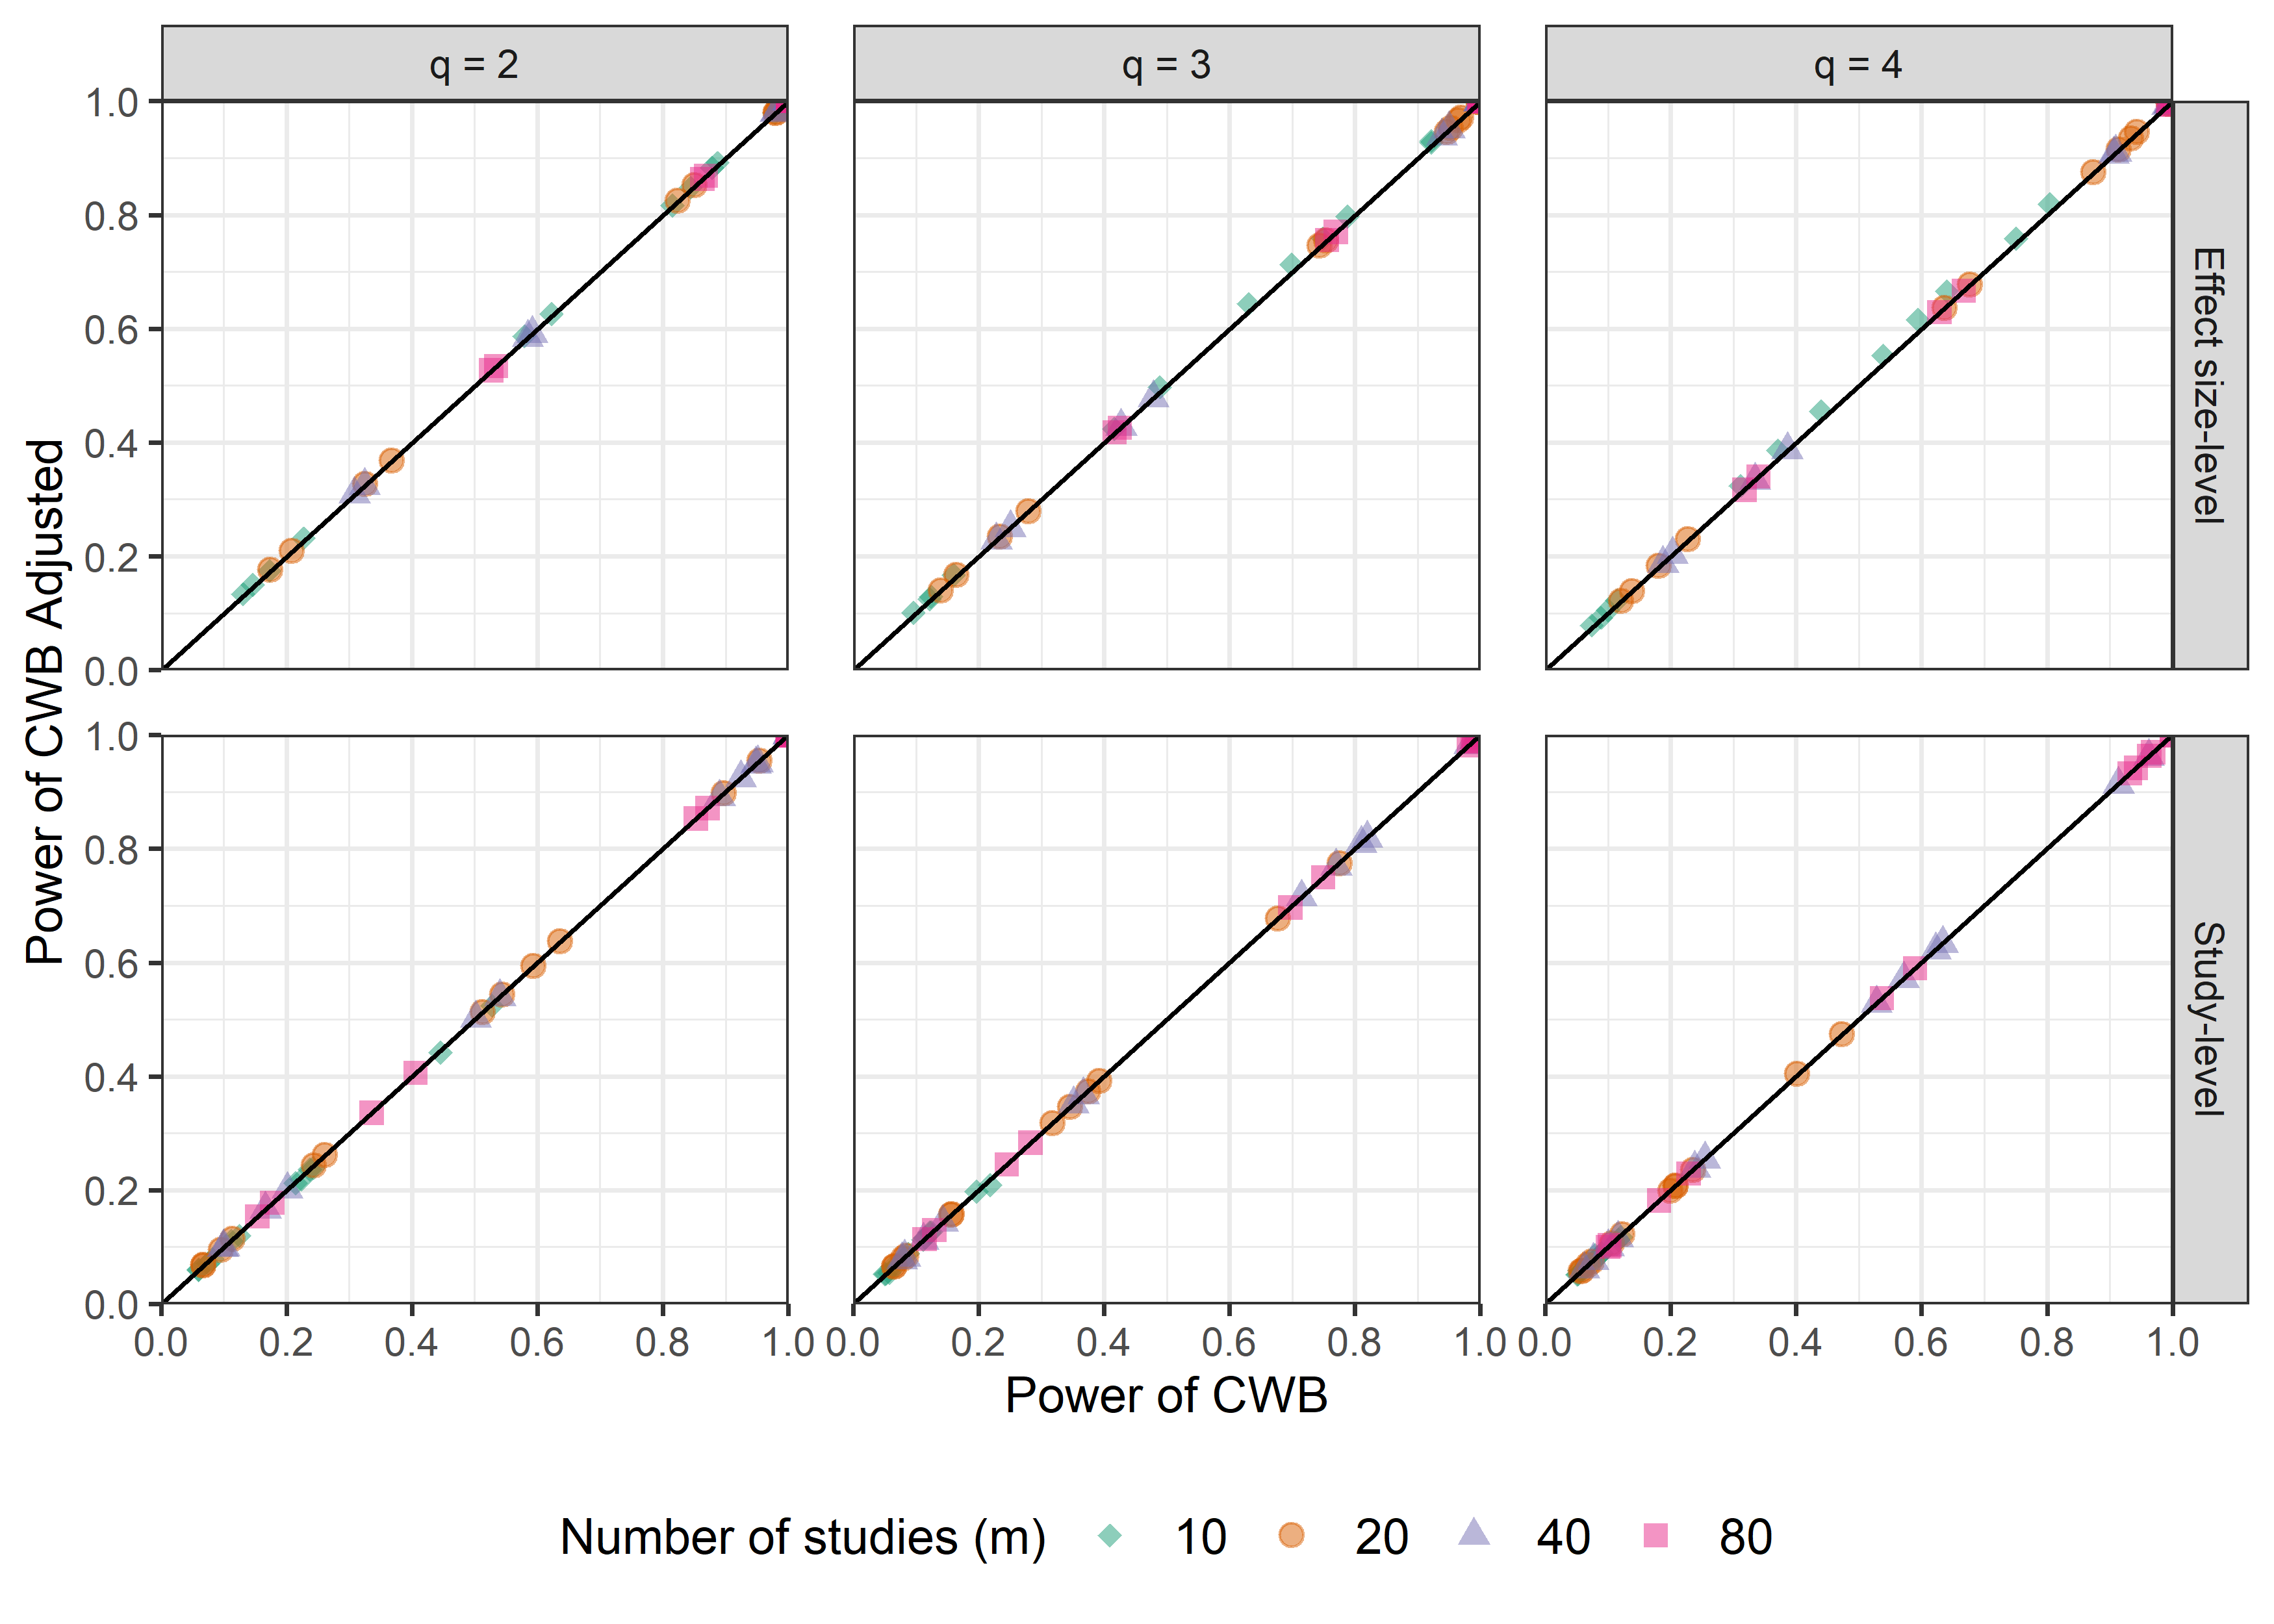 q = 2
q = 3
q = 4
1.0
0.8
0.6
0.4
0.2
0.0
Effect size-level
Power of CWB Adjusted
1.0
0.8
0.6
0.4
0.2
0.0
Study-level
0.0 0.2 0.4 0.6 0.8 1.0
0.0 0.2 0.4 0.6 0.8 1.0
0.0 0.2 0.4 0.6 0.8 1.0
Power of CWB
Number of studies (m) 10 20 40 80